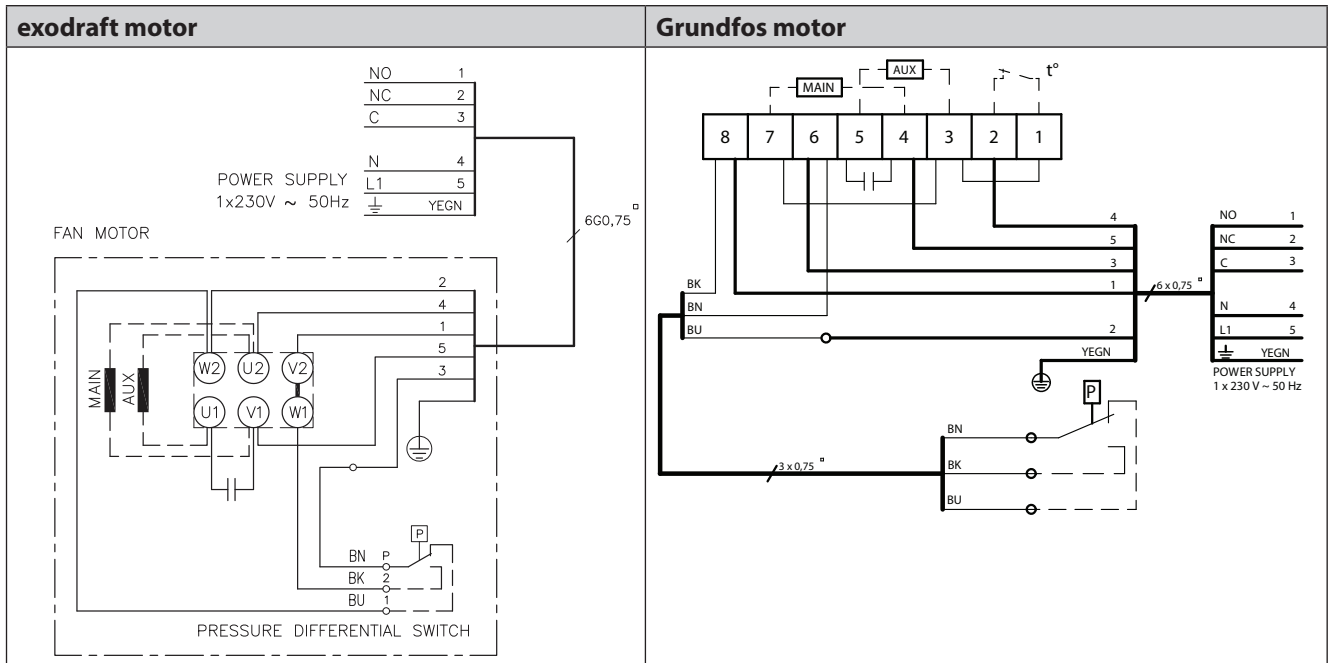 exodraft motor
NO 1
NC 2
C 3
N 4
POWER SUPPLY L1 5
1x230V ~ 50Hz YEGN
6G0,75 □
FAN MOTOR
2
4
1
5
3
MAIN AUX
W2 U2 V2
U1 V1 W1
P
BN P
BK 2
BU 1
PRESSURE DIFFERENTIAL SWITCH
Grundfos motor
AUX t°
MAIN
8 7 6 5 4 3 2 1
4 NO 1
5 NC 2
3 C 3
BK 1 6 x 0,75 □
BN N 4
BU 2 L1 5
YEGN YEGN
POWER SUPPLY
1 x 230 V ~ 50 Hz
P
BN
3 x 0,75 □ BK
BU